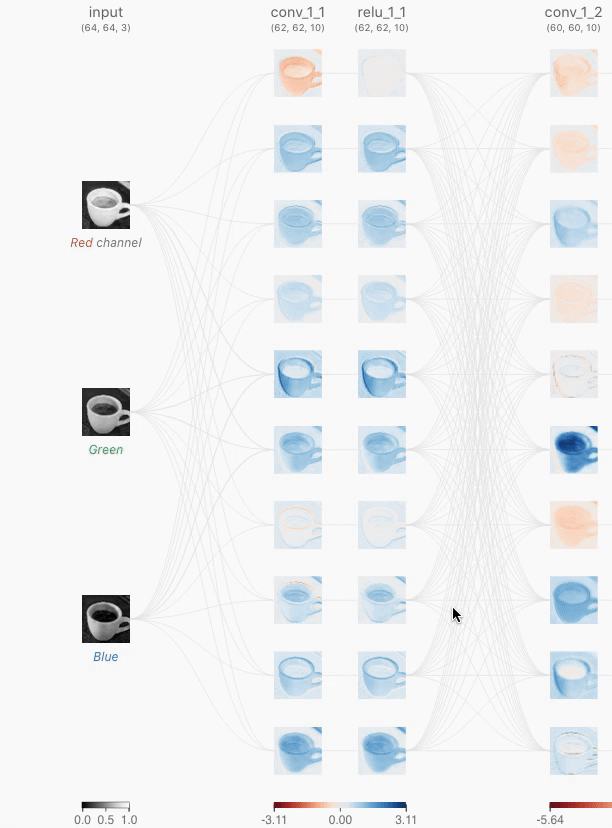 input
(64, 64, 3)
conv_1_1
(62, 62, 10)
relu_1_1
(62, 62, 10)
conv_1_2
(60, 60, 10)
Red channel
Green
Blue
0.0 0.5 1.0
-3.11 0.00 3.11
-5.64